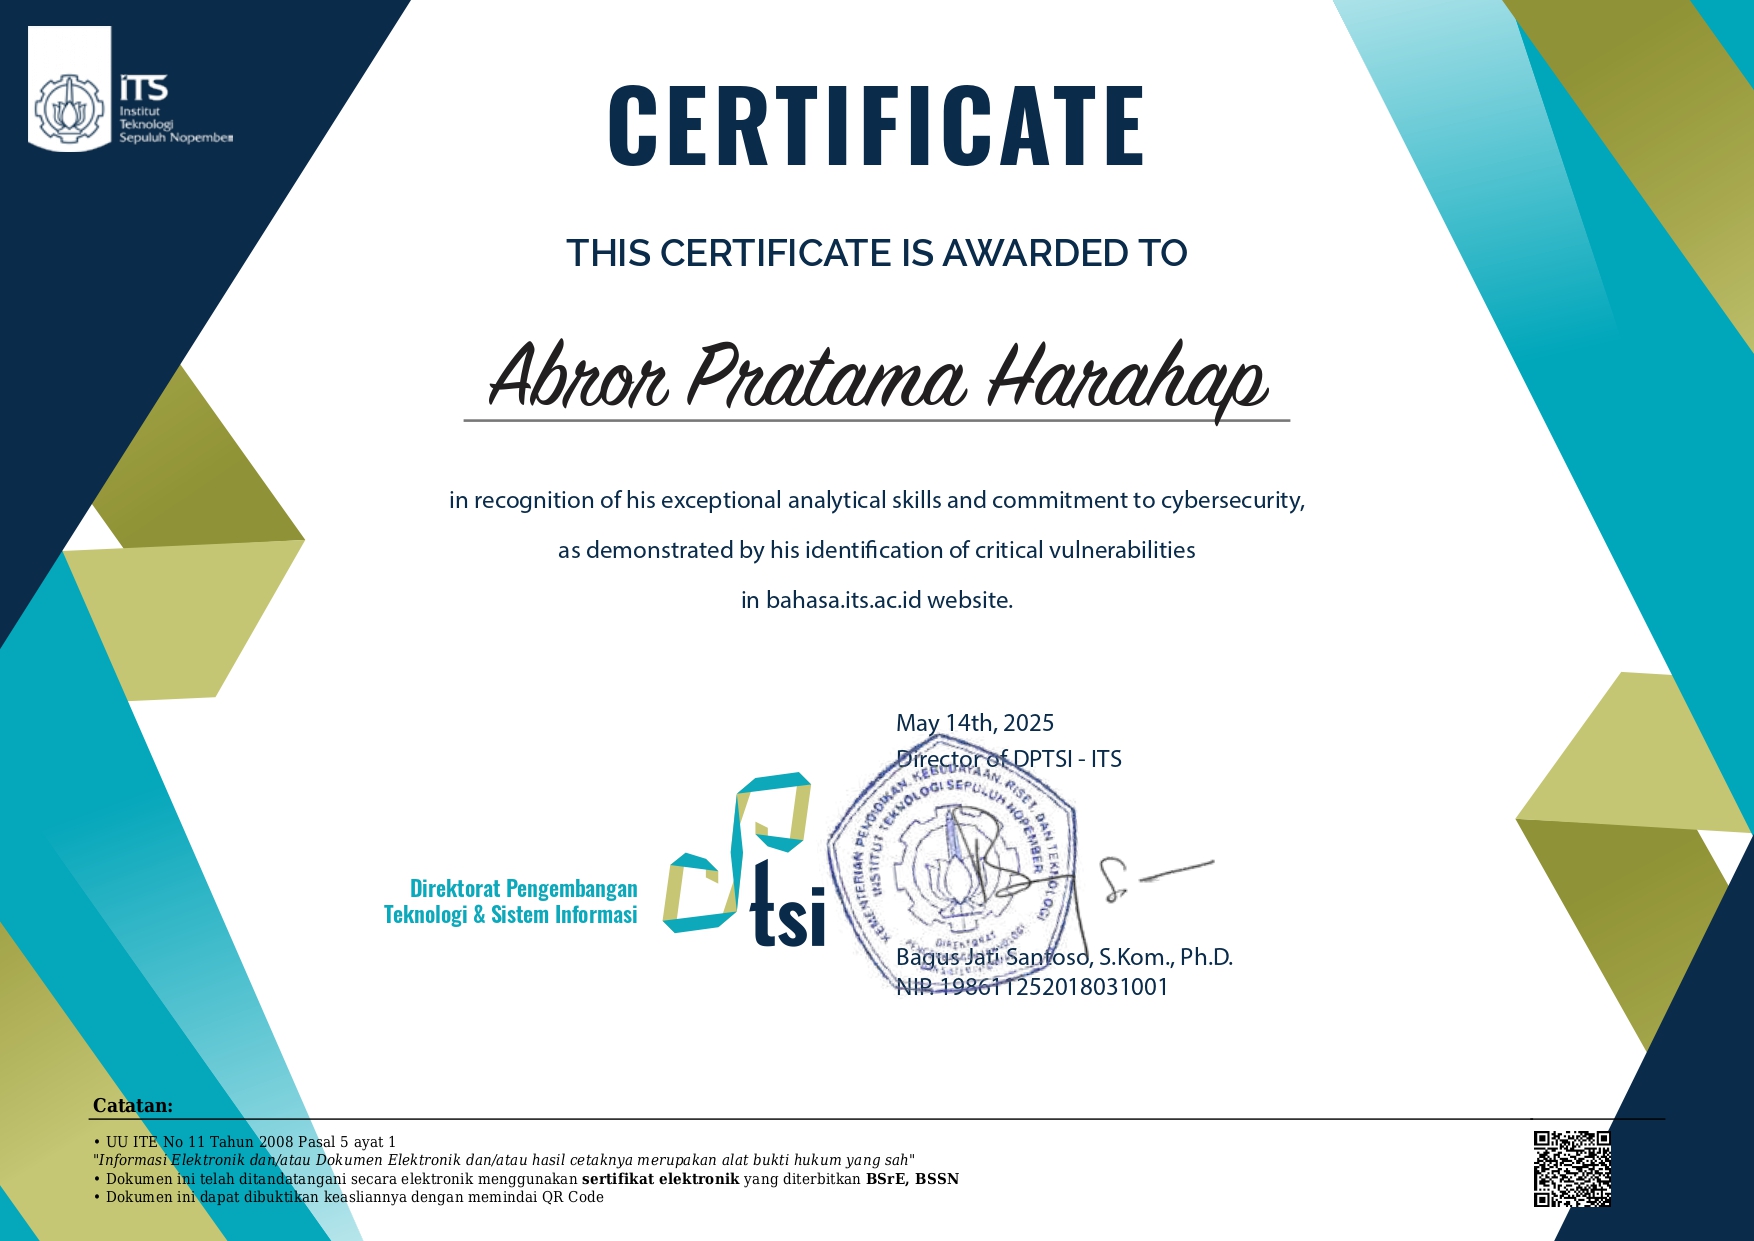 iTS
Institut
Teknologi
Sepuluh Nopember
CERTIFICATE
THIS CERTIFICATE IS AWARDED TO
Abror Pratama Harahap
in recognition of his exceptional analytical skills and commitment to cybersecurity,
as demonstrated by his identification of critical vulnerabilities
in bahasa.its.ac.id website.
May 14th, 2025
Director of DPTSI - ITS
KEMENTERIAN PENDIDIKAN, KEBUDAYAAN, RISET, DAN TEKNOLOGI
INSTITUT TEKNOLOGI SEPULUH NOPEMBER
DIREKTORAT
Direktorat Pengembangan
Teknologi & Sistem Informasi
dptsi
Bagus Jati Santoso, S.Kom., Ph.D.
NIP. 198611252018031001
Catatan:
• UU ITE No 11 Tahun 2008 Pasal 5 ayat 1
"Informasi Elektronik dan/atau Dokumen Elektronik dan/atau hasil cetaknya merupakan alat bukti hukum yang sah"
• Dokumen ini telah ditandatangani secara elektronik menggunakan sertifikat elektronik yang diterbitkan BSrE, BSSN
• Dokumen ini dapat dibuktikan keasliannya dengan memindai QR Code